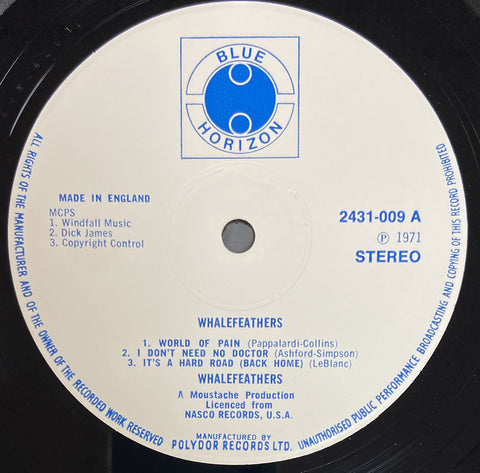 BLUE
HORIZON
MADE IN ENGLAND
MCPS
1. Windfall Music
2. Dick James
3. Copyright Control
2431-009 A
Ⓟ 1971
STEREO
WHALEFEATHERS
1. WORLD OF PAIN (Pappalardi-Collins)
2. I DON'T NEED NO DOCTOR (Ashford-Simpson)
3. IT'S A HARD ROAD (BACK HOME) (LeBlanc)
WHALEFEATHERS
A Moustache Production
Licenced from
NASCO RECORDS, U.S.A.
MANUFACTURED BY
POLYDOR RECORDS LTD.
ALL RIGHTS OF THE MANUFACTURER AND OF THE OWNER OF THE RECORDED WORK RESERVED
UNAUTHORISED PUBLIC PERFORMANCE BROADCASTING AND COPYING OF THIS RECORD PROHIBITED